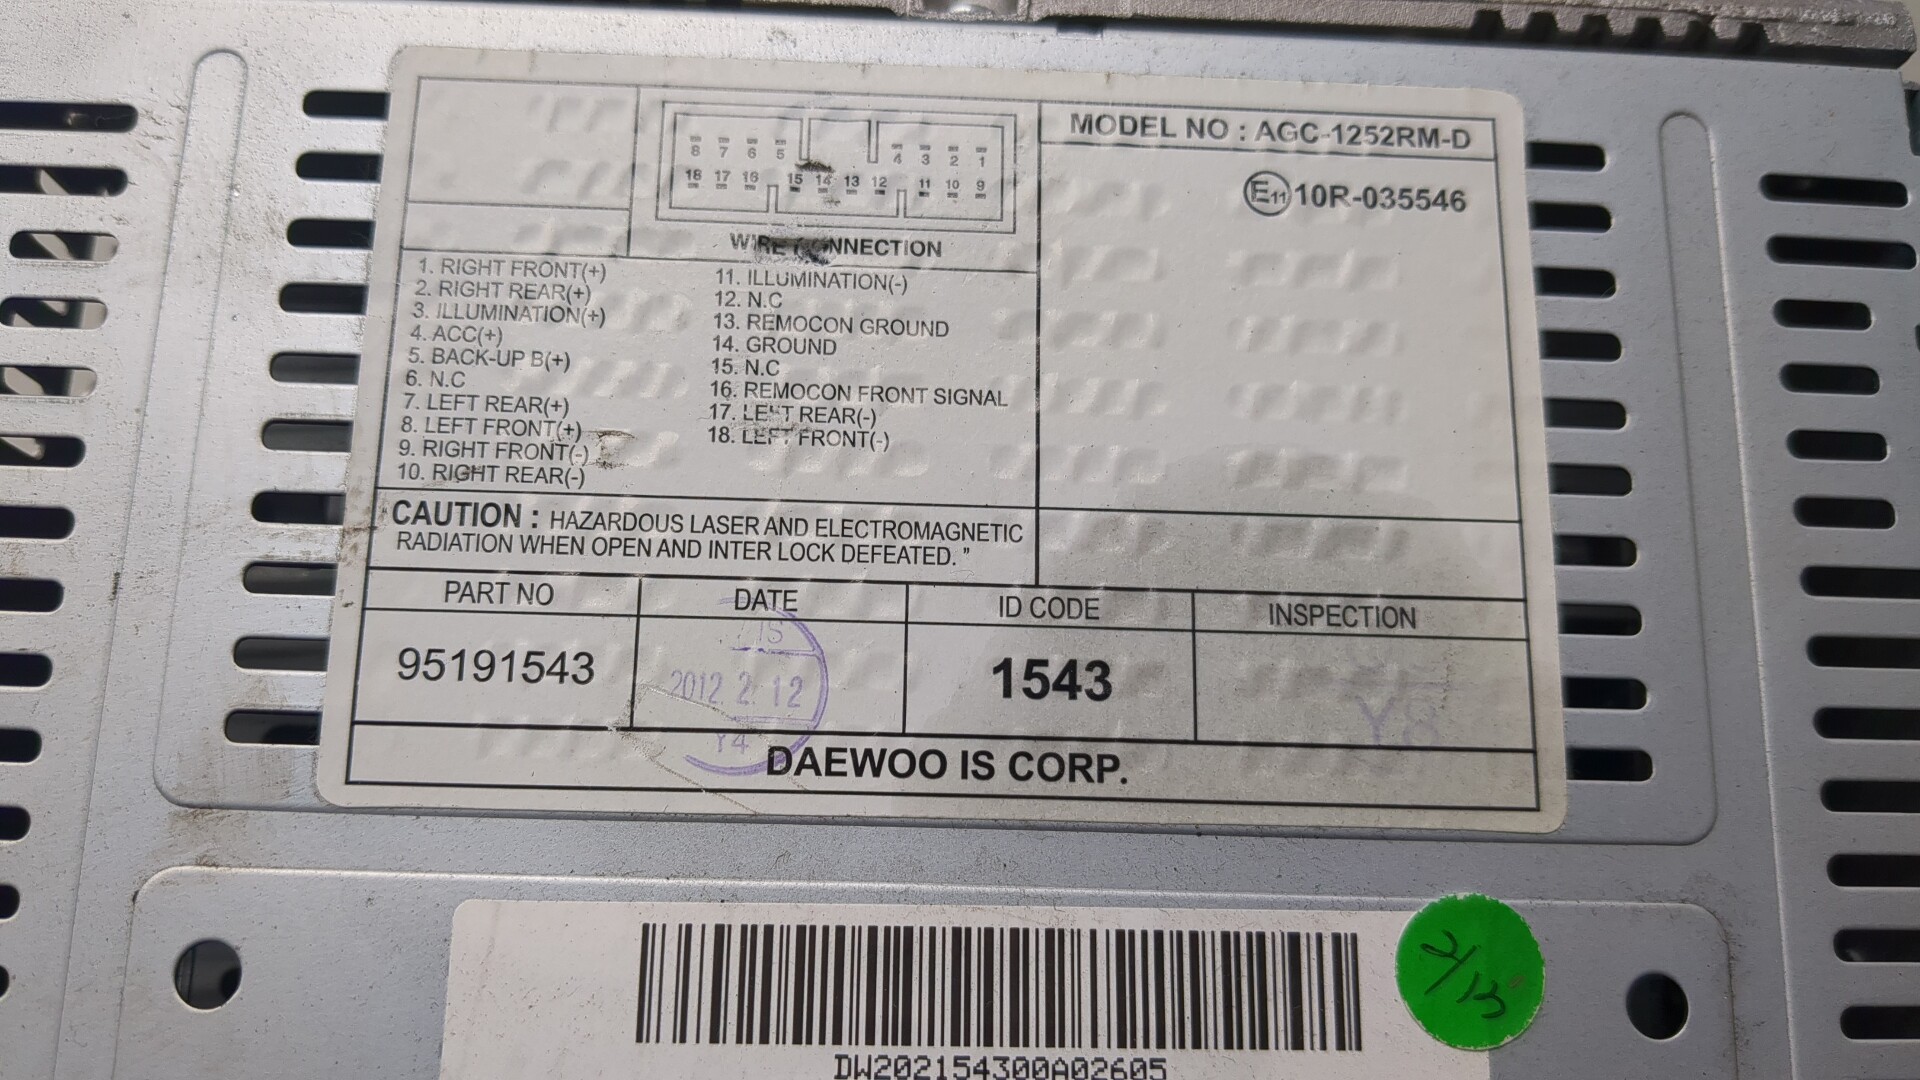 8 7 6 5 4 3 2 1
18 17 16 15 14 13 12 11 10 9
WIRE CONNECTION
1. RIGHT FRONT(+)
2. RIGHT REAR(+)
3. ILLUMINATION(+)
4. ACC(+)
5. BACK-UP B(+)
6. N.C
7. LEFT REAR(+)
8. LEFT FRONT(+)
9. RIGHT FRONT(-)
10. RIGHT REAR(-)
11. ILLUMINATION(-)
12. N.C
13. REMOCON GROUND
14. GROUND
15. N.C
16. REMOCON FRONT SIGNAL
17. LEFT REAR(-)
18. LEFT FRONT(-)
MODEL NO : AGC-1252RM-D
E11 10R-035546
CAUTION : HAZARDOUS LASER AND ELECTROMAGNETIC
RADIATION WHEN OPEN AND INTER LOCK DEFEATED. "
PART NO DATE ID CODE INSPECTION
IS
95191543 2012 2. 12 1543 Y8
Y4
DAEWOO IS CORP.
DW202154300A02605